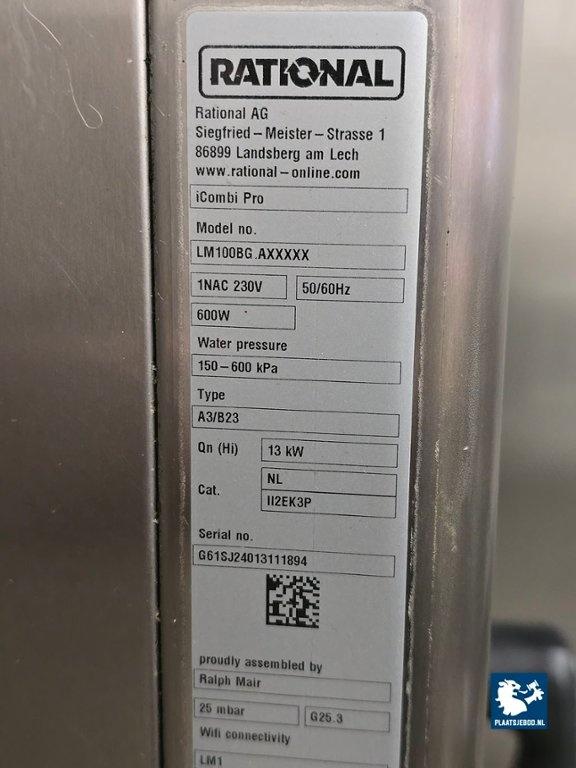 RATIONAL
Rational AG
Siegfried – Meister – Strasse 1
86899 Landsberg am Lech
www.rational–online.com
iCombi Pro
Model no.
LM100BG.AXXXXX
1NAC 230V 50/60Hz
600W
Water pressure
150–600 kPa
Type
A3/B23
Qn (Hi) 13 kW
Cat. NL
II2EK3P
Serial no.
G61SJ24013111894
proudly assembled by
Ralph Mair
25 mbar G25.3
Wifi connectivity
LM1
PLAATSJEBOD.NL